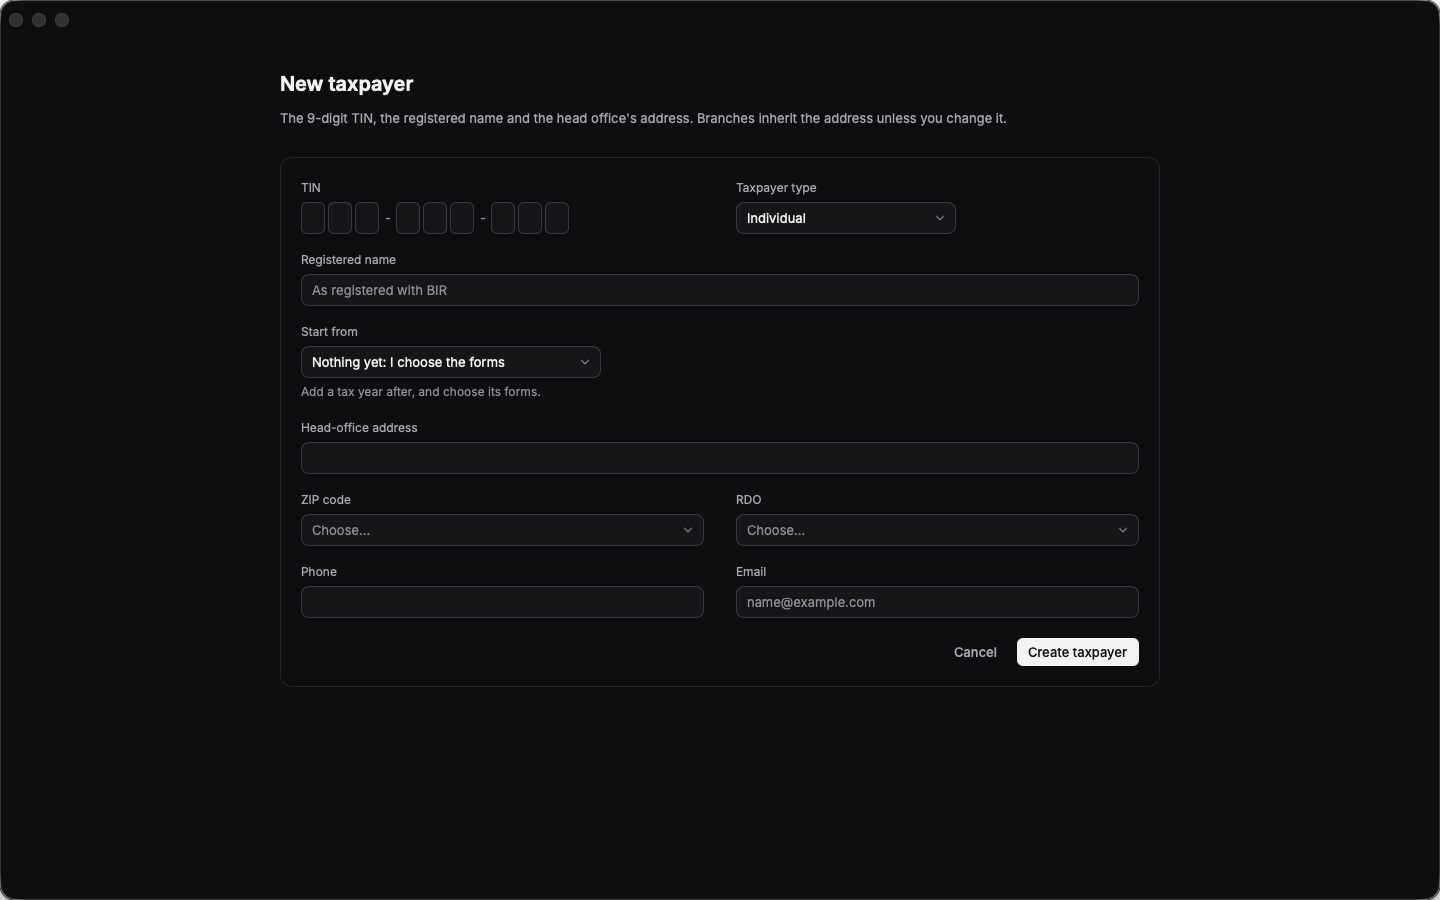 New taxpayer
The 9-digit TIN, the registered name and the head office's address. Branches inherit the address unless you change it.
TIN
Taxpayer type
- -
Individual
Registered name
As registered with BIR
Start from
Nothing yet: I choose the forms
Add a tax year after, and choose its forms.
Head-office address
ZIP code
RDO
Choose...
Choose...
Phone
Email
name@example.com
Cancel
Create taxpayer